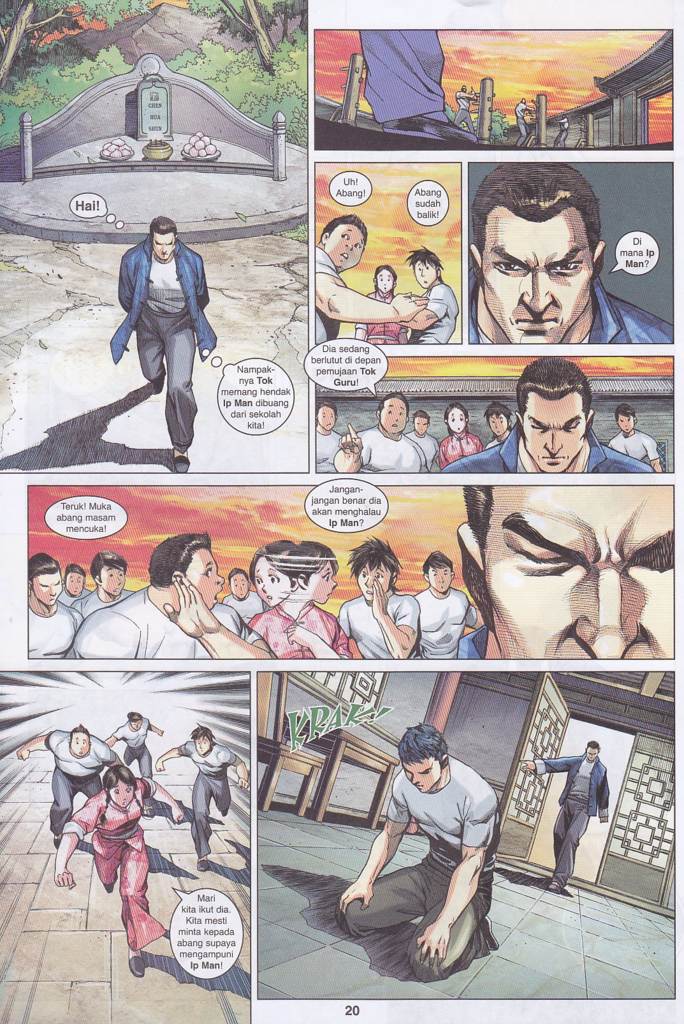 CHEN
HUA
SHUN
Hai!
Nampak-
nya Tok
memang hendak
Ip Man dibuang
dari sekolah
kita!
Uh!
Abang!
Abang
sudah
balik!
Di
mana Ip
Man?
Dia sedang
berlutut di depan
pemujaan Tok
Guru!
Teruk! Muka
abang masam
mencuka!
Jangan-
jangan benar dia
akan menghalau
Ip Man?
Mari
kita ikut dia.
Kita mesti
minta kepada
abang supaya
mengampuni
Ip Man!
KRAK
20